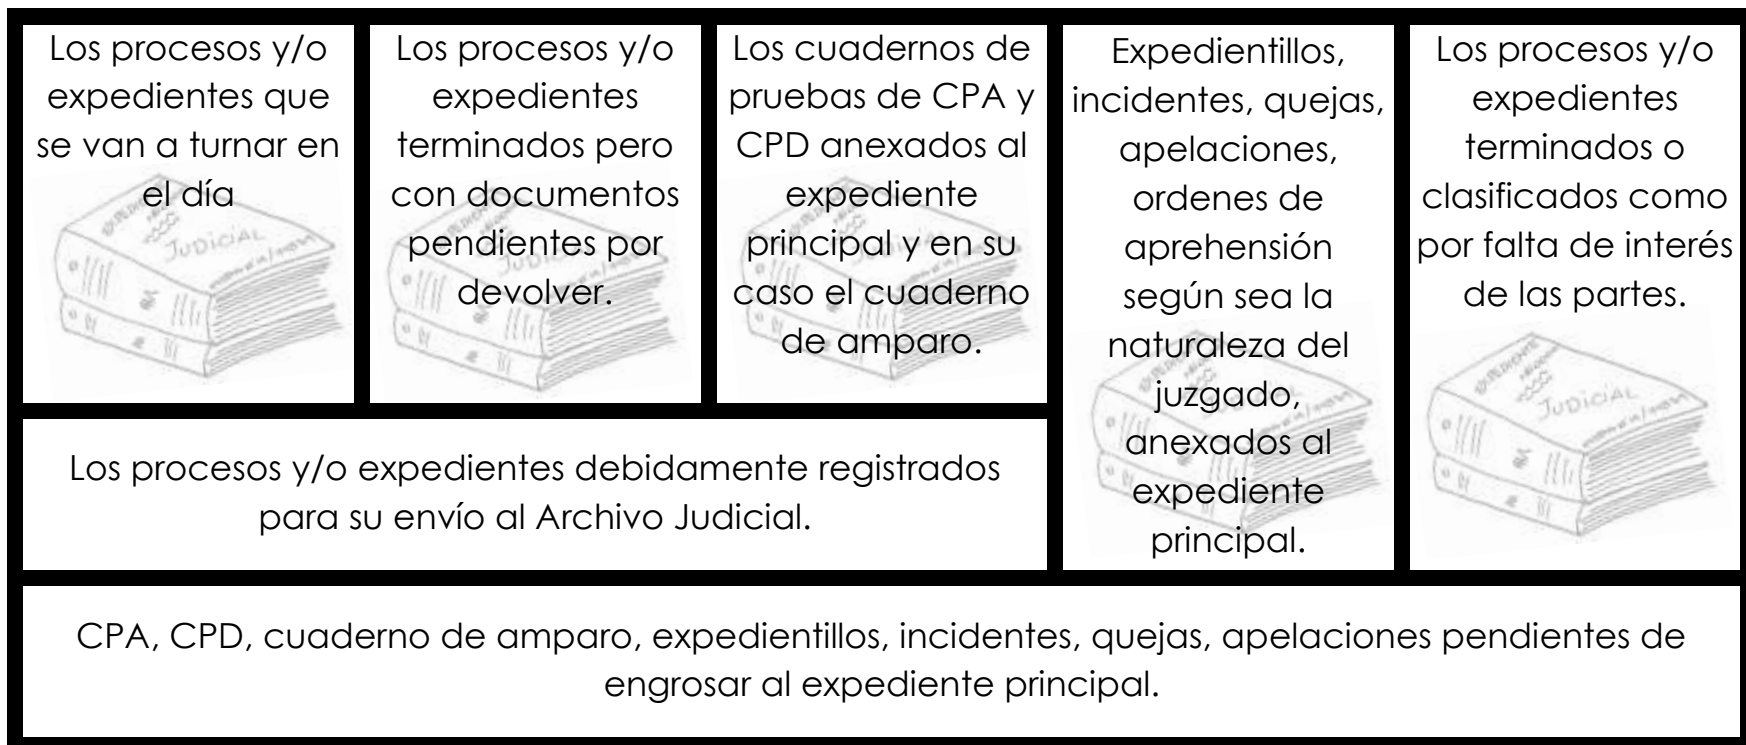 Los procesos y/o
expedientes que
se van a turnar en
el día
Los procesos y/o
expedientes
terminados pero
con documentos
pendientes por
devolver.
Los cuadernos de
pruebas de CPA y
CPD anexados al
expediente
principal y en su
caso el cuaderno
de amparo.
Expedientillos,
incidentes, quejas,
apelaciones,
ordenes de
aprehensión
según sea la
naturaleza del
juzgado,
anexados al
expediente
principal.
Los procesos y/o
expedientes
terminados o
clasificados como
por falta de interés
de las partes.
EXPEDIENTE
JUDICIAL
Los procesos y/o expedientes debidamente registrados
para su envío al Archivo Judicial.
CPA, CPD, cuaderno de amparo, expedientillos, incidentes, quejas, apelaciones pendientes de
engrosar al expediente principal.